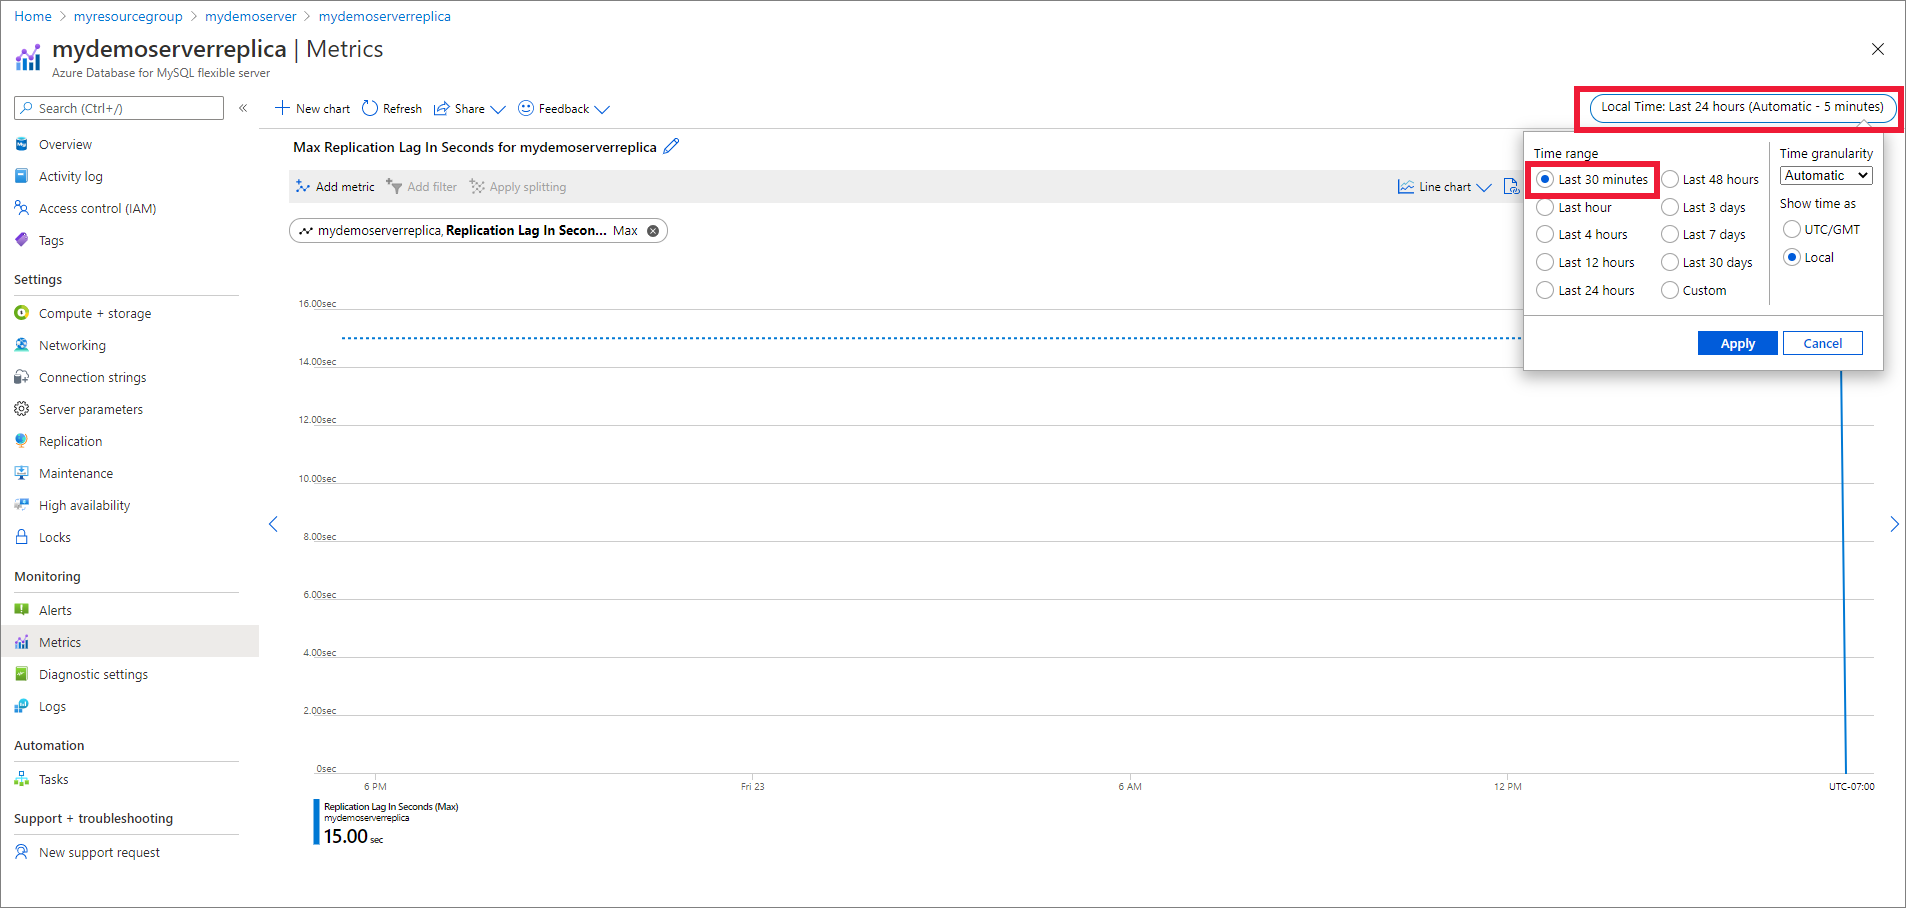 Home > myresourcegroup > mydemoserver > mydemoserverreplica
mydemoserverreplica | Metrics
Azure Database for MySQL flexible server
Search (Ctrl+/)
«
New chart
Refresh
Share
Feedback
Local Time: Last 24 hours (Automatic - 5 minutes)
Overview
Activity log
Access control (IAM)
Tags
Settings
Compute + storage
Networking
Connection strings
Server parameters
Replication
Maintenance
High availability
Locks
Monitoring
Alerts
Metrics
Diagnostic settings
Logs
Automation
Tasks
Support + troubleshooting
New support request
Max Replication Lag In Seconds for mydemoserverreplica
Add metric
Add filter
Apply splitting
Line chart
mydemoserverreplica, Replication Lag In Secon... Max
Time range
Last 30 minutes
Last hour
Last 4 hours
Last 12 hours
Last 24 hours
Last 48 hours
Last 3 days
Last 7 days
Last 30 days
Custom
Time granularity
Automatic
Show time as
UTC/GMT
Local
Apply
Cancel
16.00sec
14.00sec
12.00sec
10.00sec
8.00sec
6.00sec
4.00sec
2.00sec
0sec
6 PM
Fri 23
6 AM
12 PM
UTC-07:00
Replication Lag In Seconds (Max)
mydemoserverreplica
15.00 sec